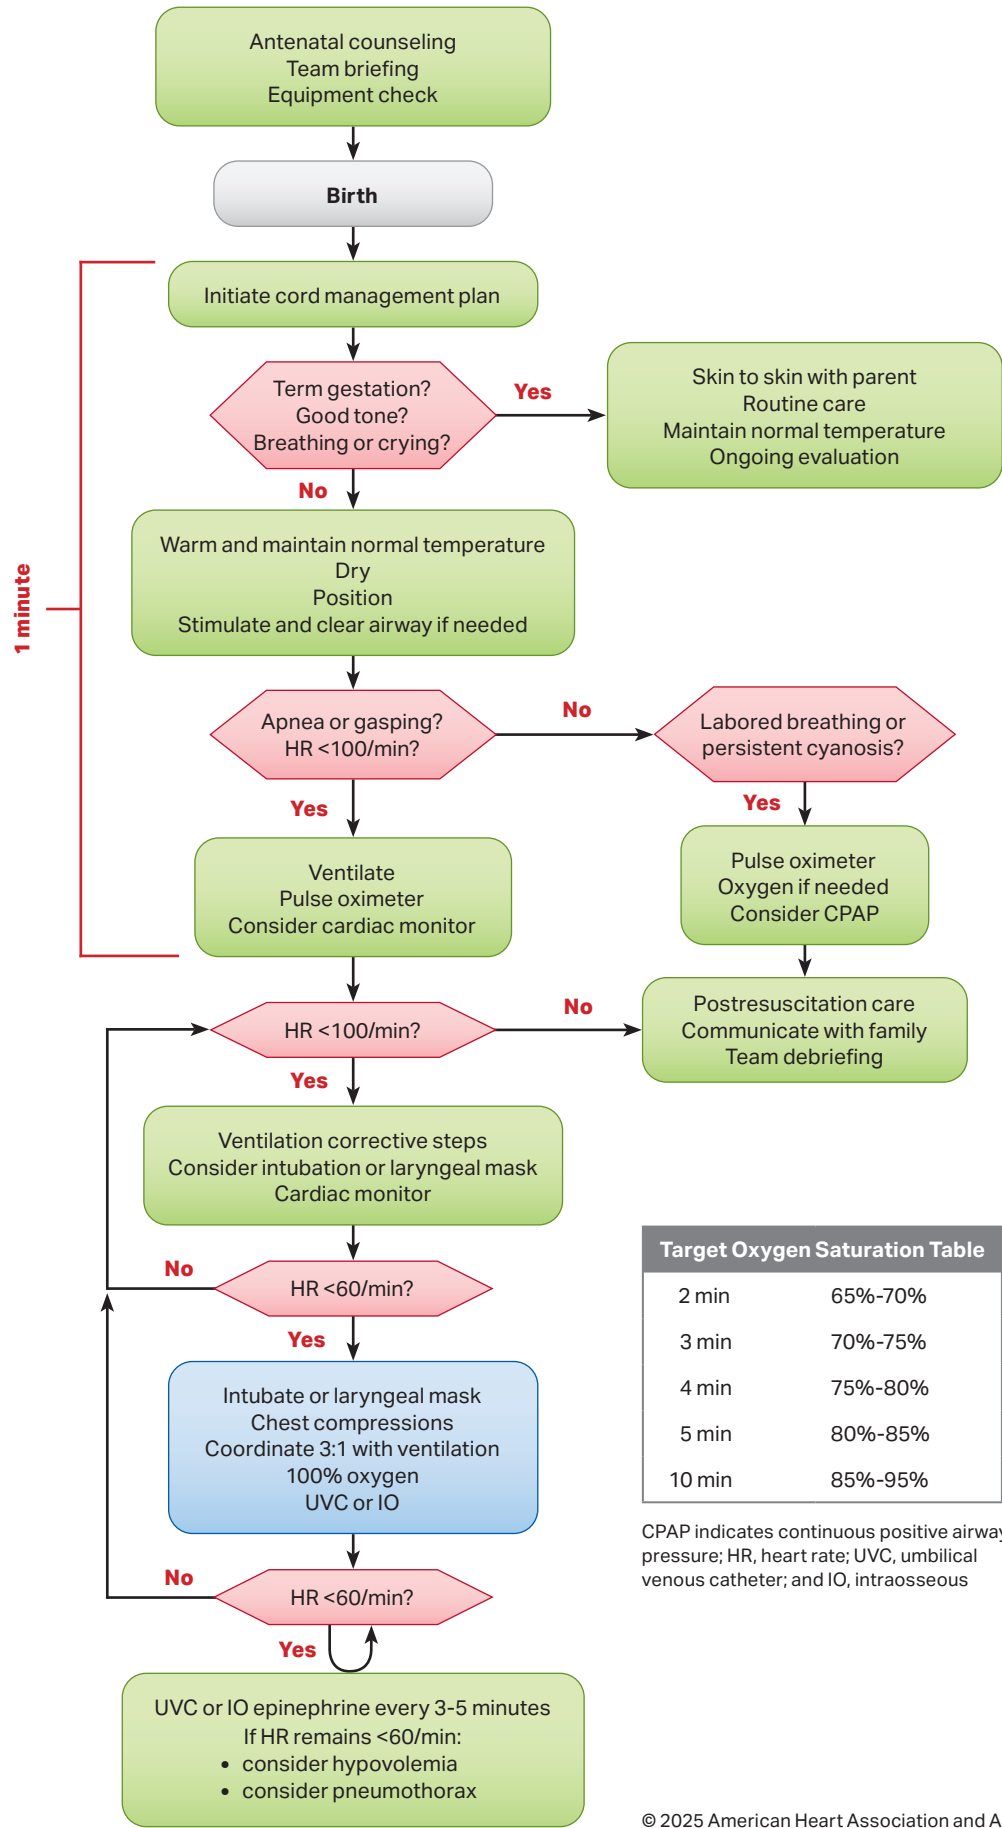 Antenatal counseling
Team briefing
Equipment check
Birth
Initiate cord management plan
Term gestation?
Good tone?
Breathing or crying?
Yes
Skin to skin with parent
Routine care
Maintain normal temperature
Ongoing evaluation
No
1 minute
Warm and maintain normal temperature
Dry
Position
Stimulate and clear airway if needed
Apnea or gasping?
HR <100/min?
No
Labored breathing or
persistent cyanosis?
Yes
Yes
Ventilate
Pulse oximeter
Consider cardiac monitor
Pulse oximeter
Oxygen if needed
Consider CPAP
HR <100/min?
No
Postresuscitation care
Communicate with family
Team debriefing
Yes
Ventilation corrective steps
Consider intubation or laryngeal mask
Cardiac monitor
No
HR <60/min?
Yes
Intubate or laryngeal mask
Chest compressions
Coordinate 3:1 with ventilation
100% oxygen
UVC or IO
No
HR <60/min?
Yes
UVC or IO epinephrine every 3-5 minutes
If HR remains <60/min:
• consider hypovolemia
• consider pneumothorax
Target Oxygen Saturation Table
2 min 65%-70%
3 min 70%-75%
4 min 75%-80%
5 min 80%-85%
10 min 85%-95%
CPAP indicates continuous positive airway
pressure; HR, heart rate; UVC, umbilical
venous catheter; and IO, intraosseous
© 2025 American Heart Association and A